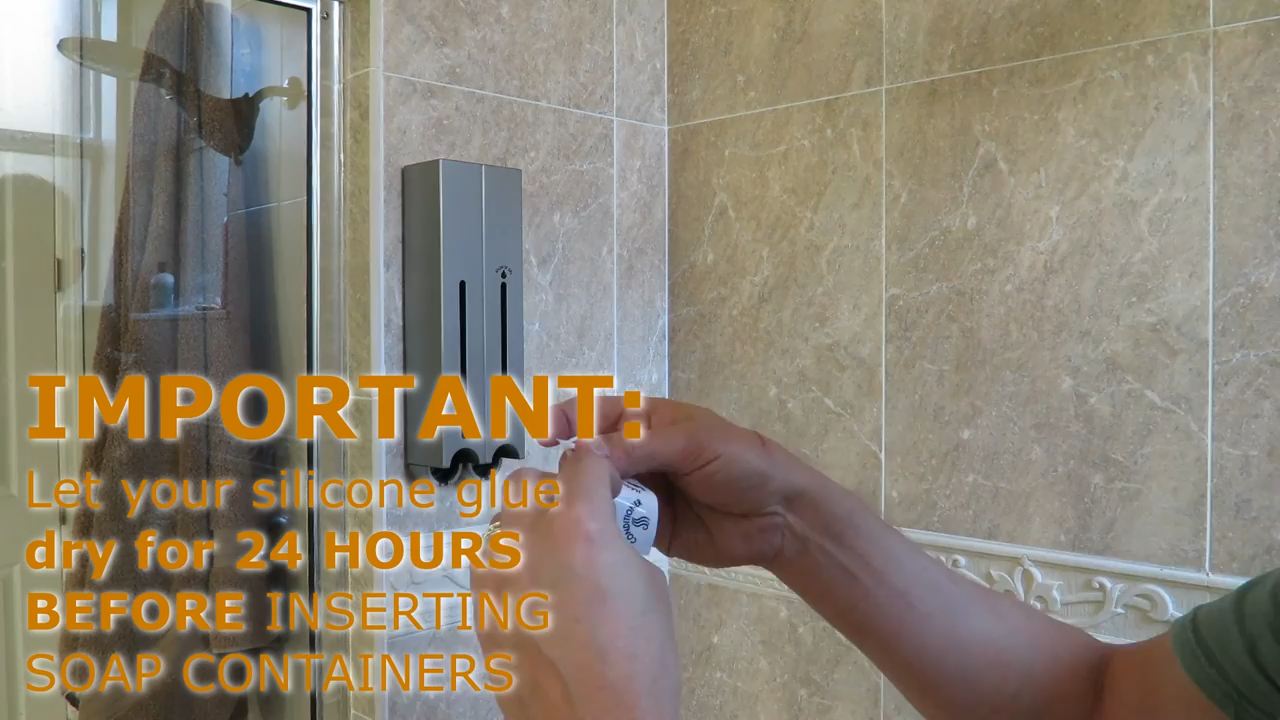 IMPORTANT:
Let your silicone glue
dry for 24 HOURS
BEFORE INSERTING
SOAP CONTAINERS